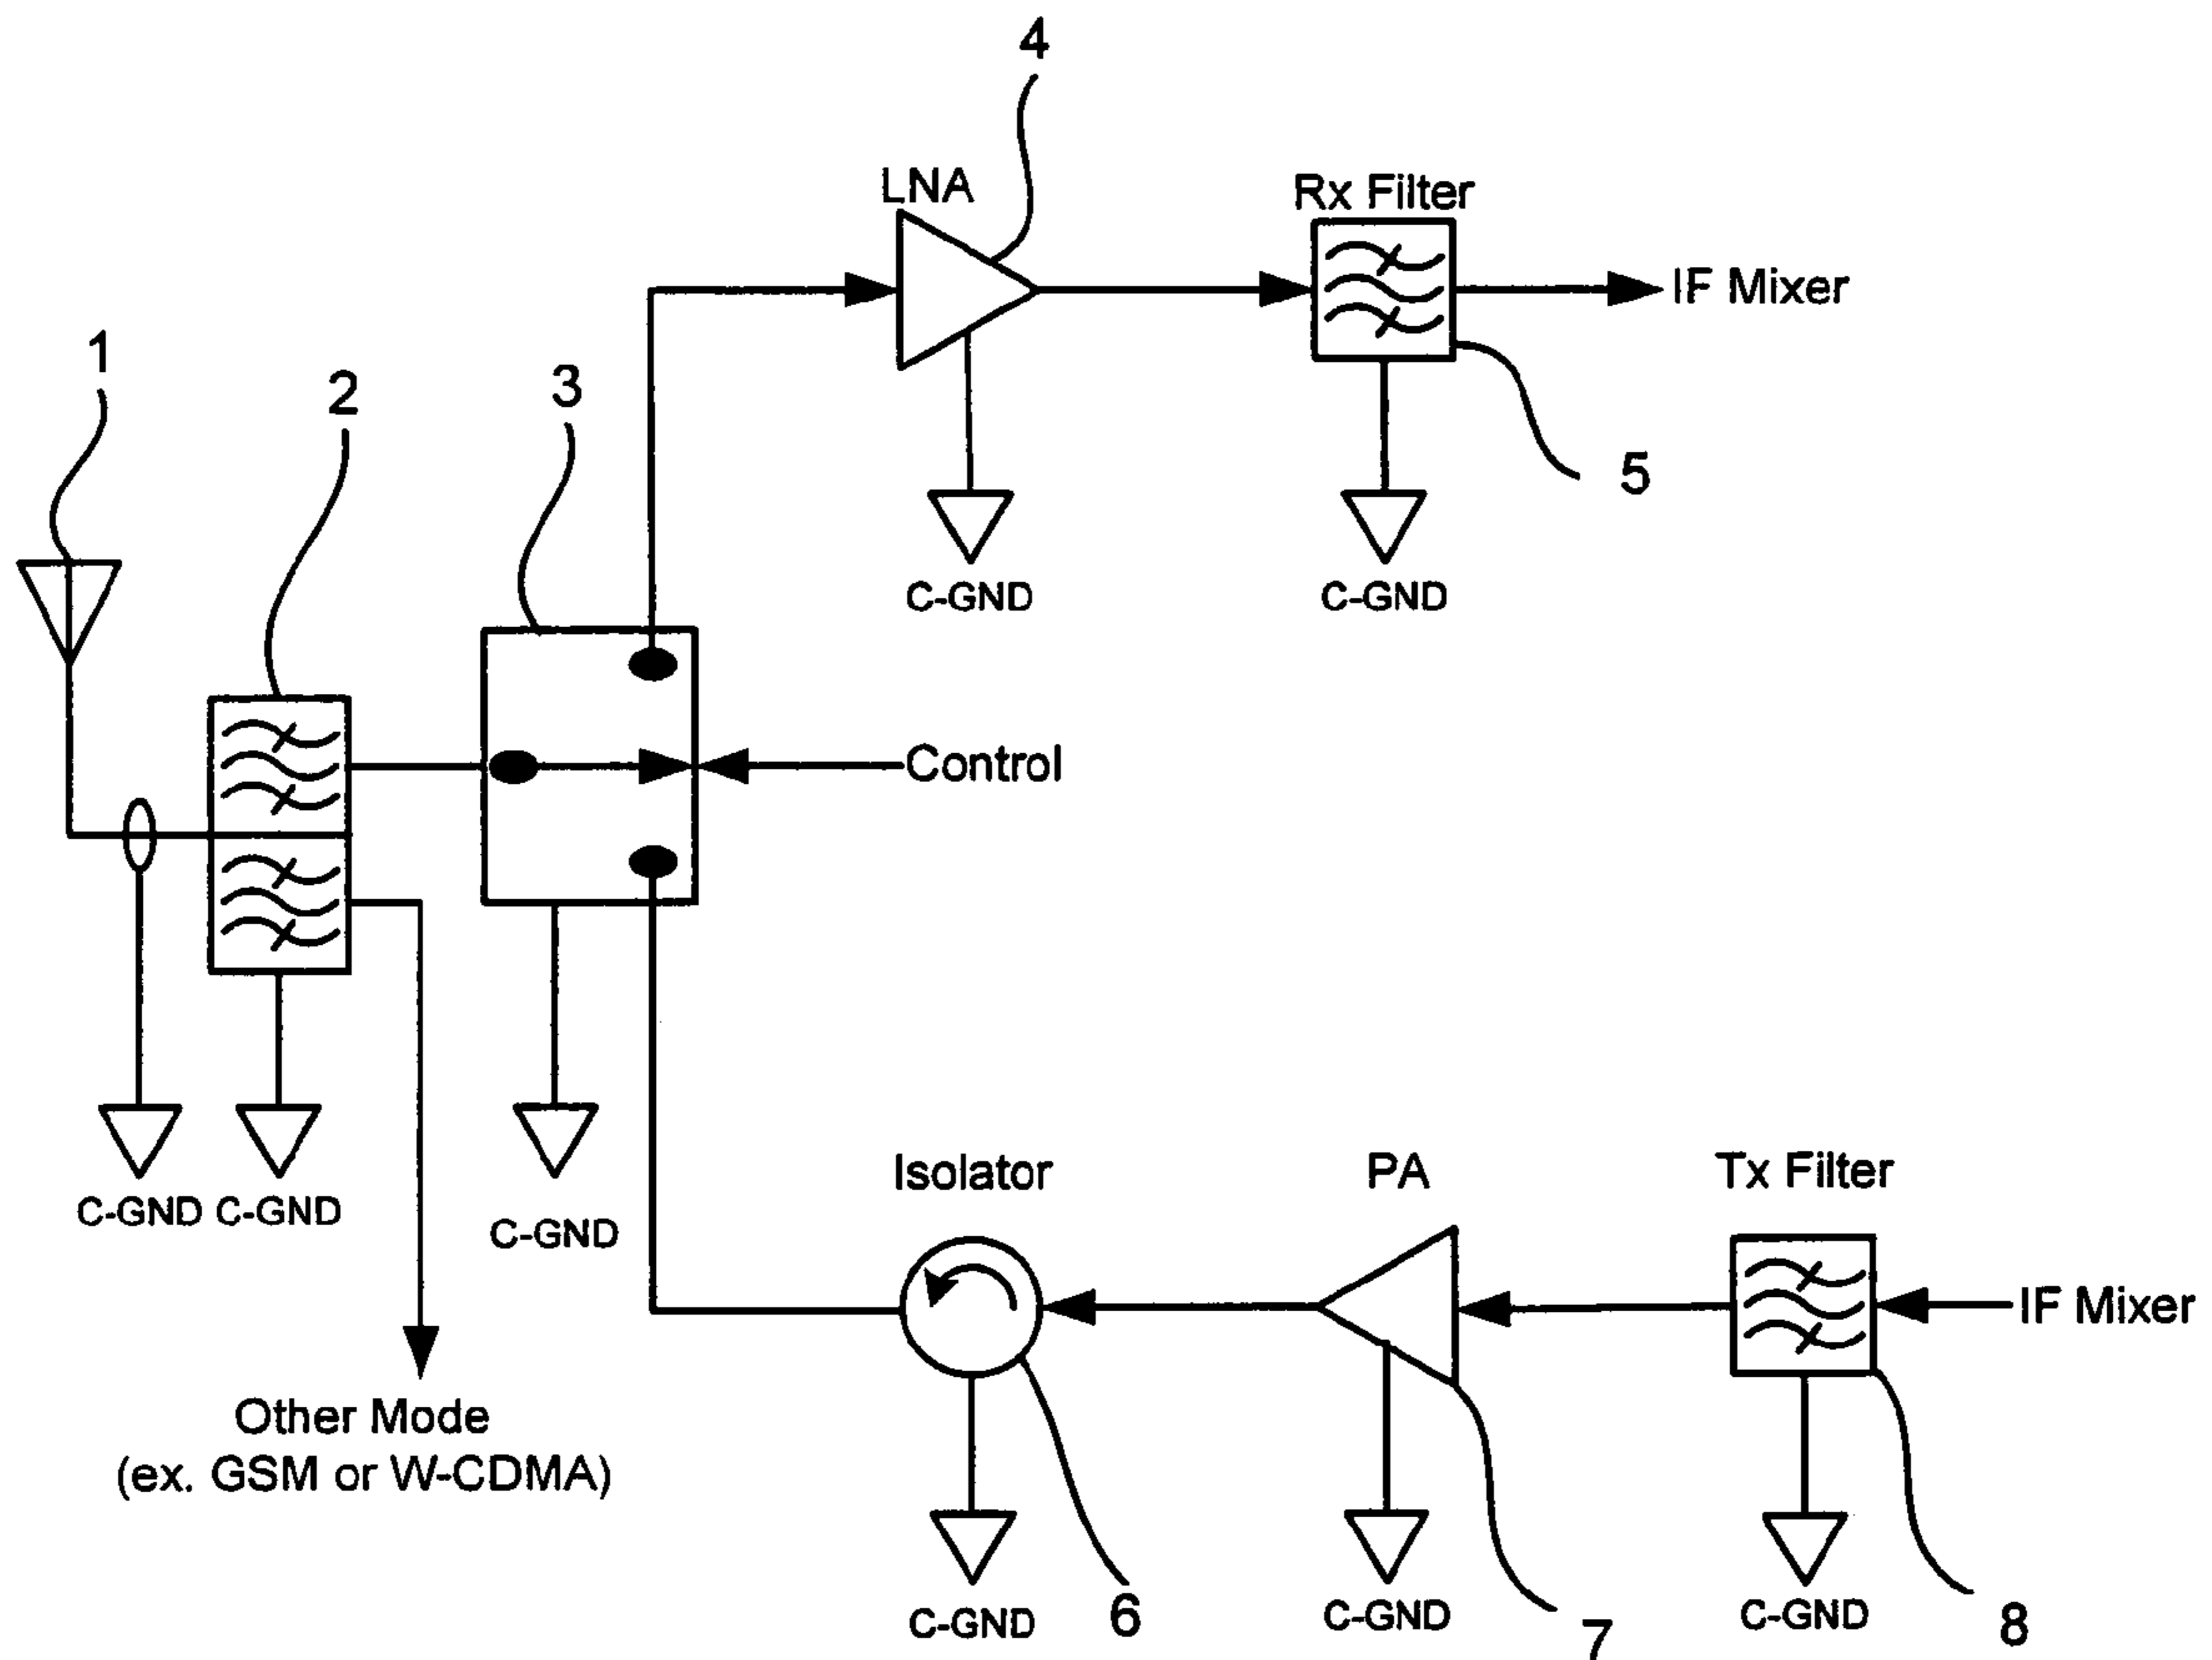 4
LNA
Rx Filter
IF Mixer
1
2
3
5
C-GND
C-GND
Control
C-GND
C-GND
C-GND
Isolator
PA
Tx Filter
IF Mixer
Other Mode
(ex. GSM or W-CDMA)
C-GND
6
C-GND
7
C-GND
8